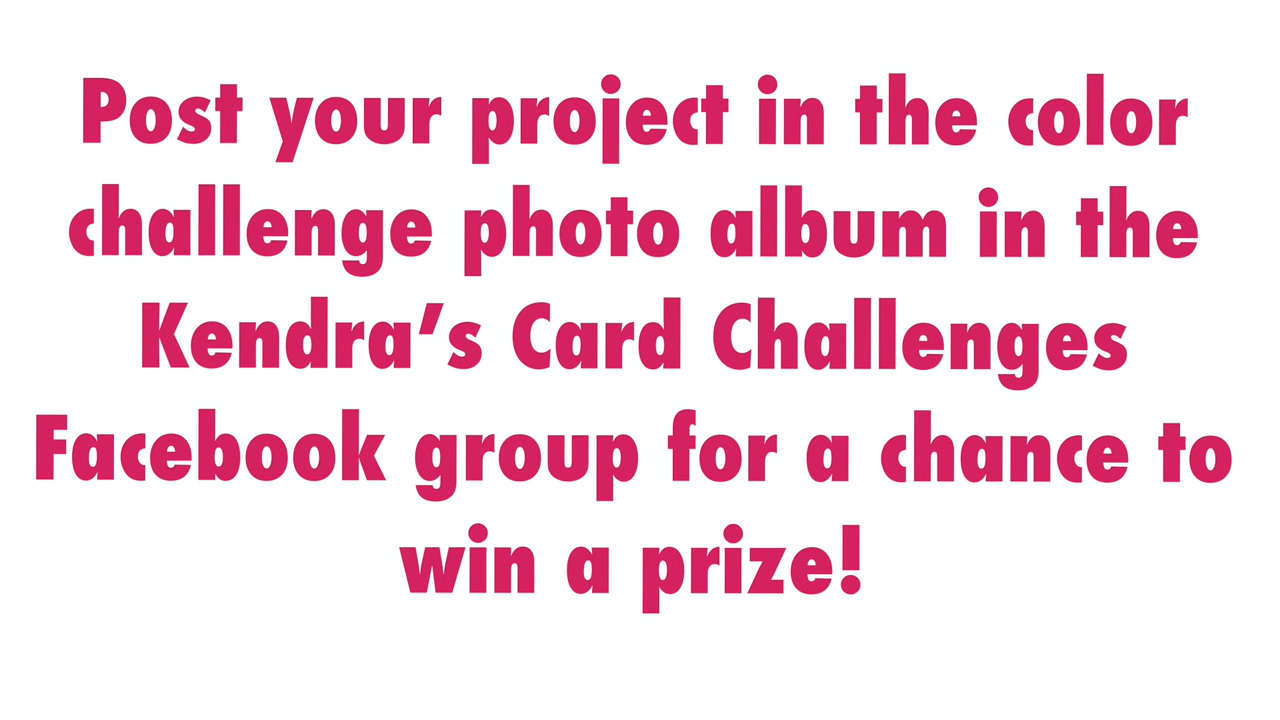 Post your project in the color
challenge photo album in the
Kendra’s Card Challenges
Facebook group for a chance to
win a prize!